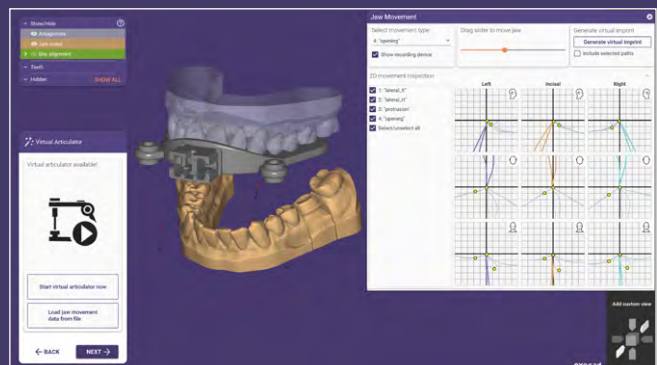 Show/Hide
Antagonists
Jaw model
Bite alignment
Teeth
Hidden
SHOW ALL
Virtual Articulator
Virtual articulator available!
Start virtual articulator now
Load jaw movement
data from file
BACK
NEXT
Jaw Movement
Select movement type
4: "opening"
Show recording device
Drag slider to move jaw
Generate virtual imprint
Generate virtual imprint
Include selected paths
2D movement inspection
1: "lateral_lt"
2: "lateral_rt"
3: "protrusion"
4: "opening"
Select/unselect all
Left
Incisal
Right
Add custom view
exocad